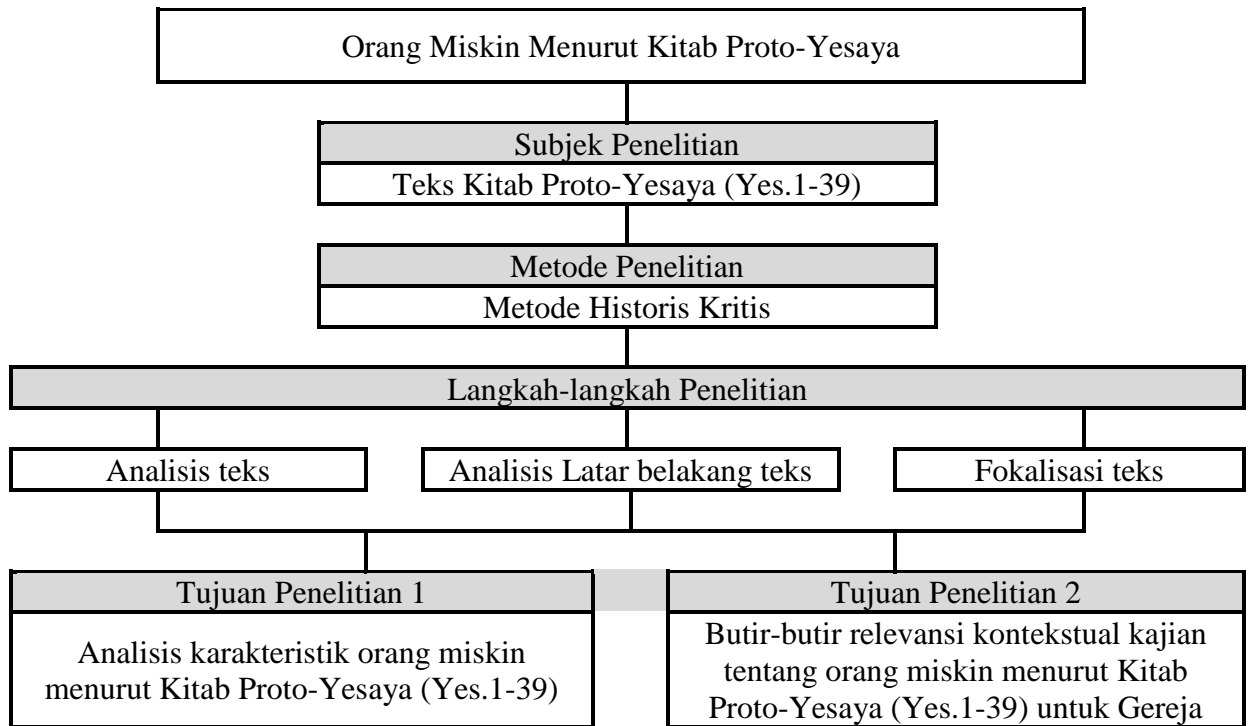 Orang Miskin Menurut Kitab Proto-Yesaya
Subjek Penelitian
Teks Kitab Proto-Yesaya (Yes.1-39)
Metode Penelitian
Metode Historis Kritis
Langkah-langkah Penelitian
Analisis teks
Analisis Latar belakang teks
Fokalisasi teks
Tujuan Penelitian 1
Analisis karakteristik orang miskin
menurut Kitab Proto-Yesaya (Yes.1-39)
Tujuan Penelitian 2
Butir-butir relevansi kontekstual kajian
tentang orang miskin menurut Kitab
Proto-Yesaya (Yes.1-39) untuk Gereja